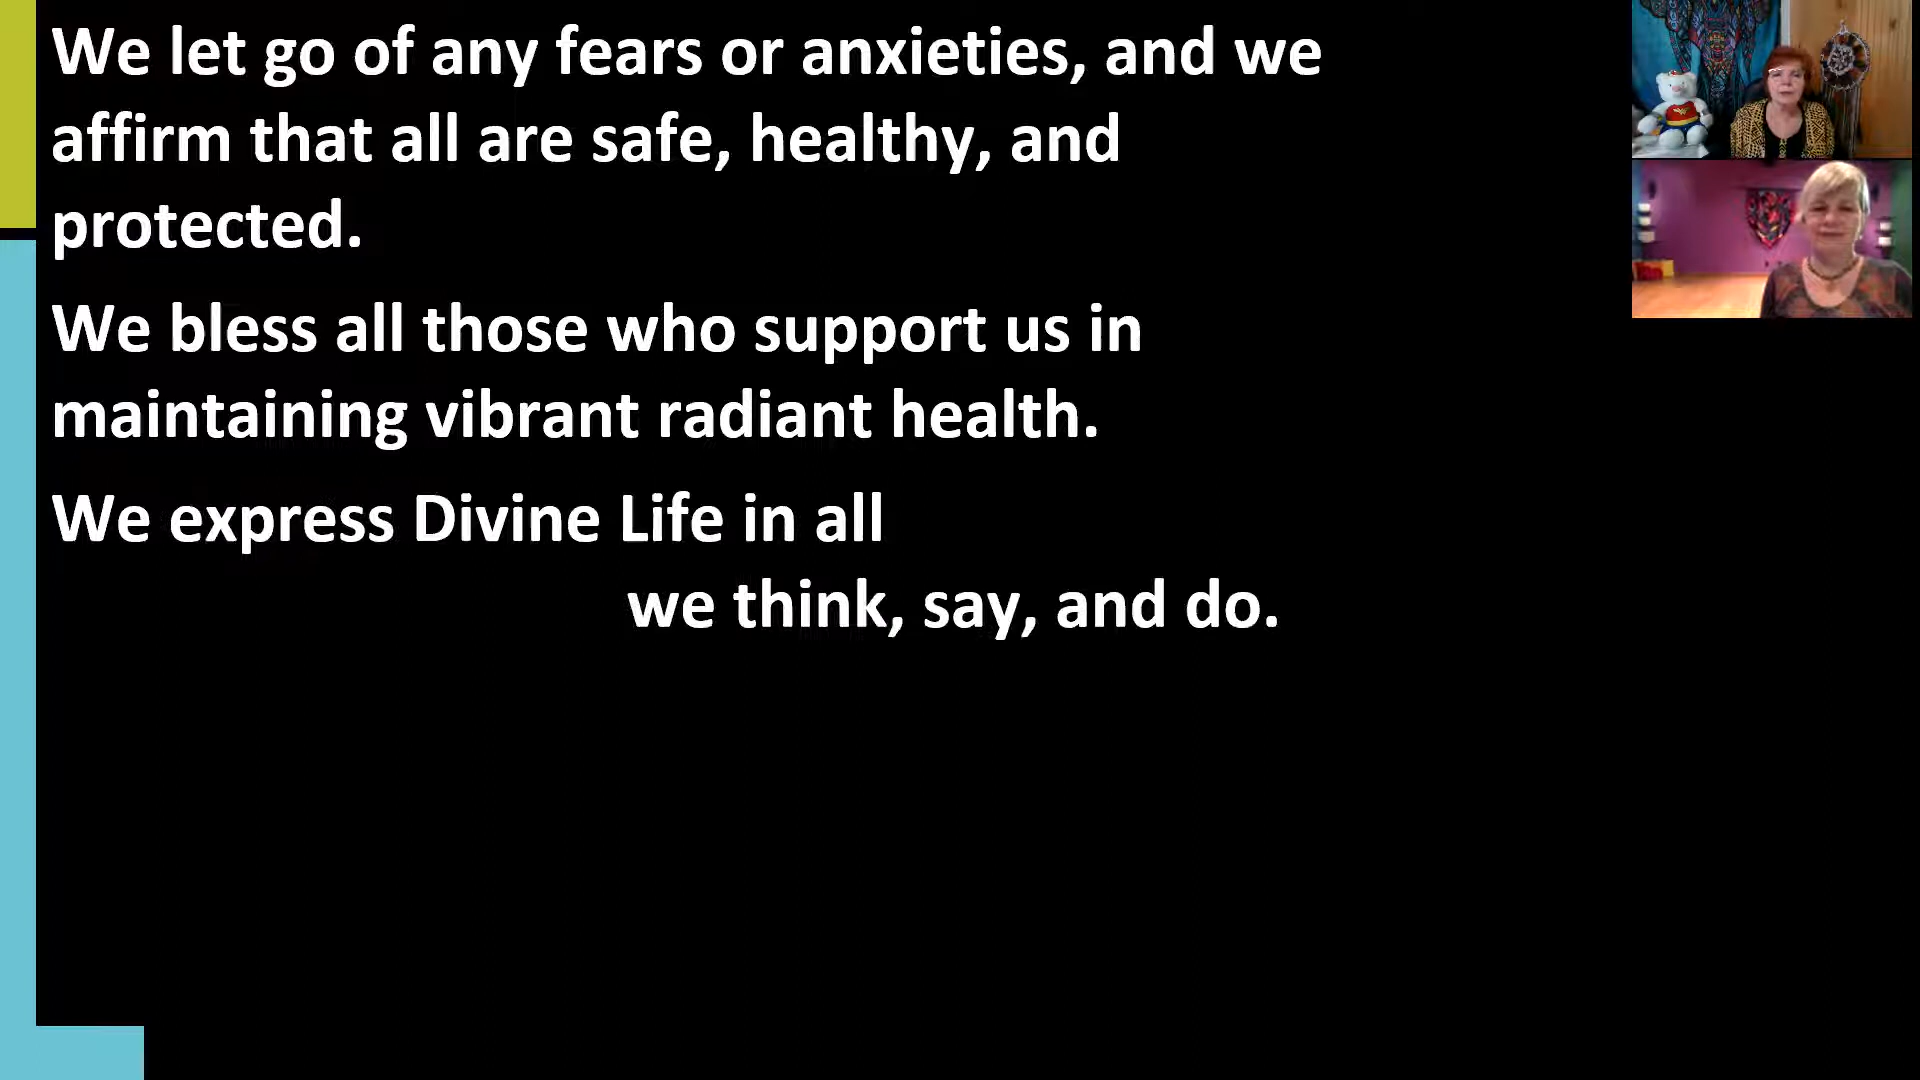 We let go of any fears or anxieties, and we
affirm that all are safe, healthy, and
protected.
We bless all those who support us in
maintaining vibrant radiant health.
We express Divine Life in all
we think, say, and do.